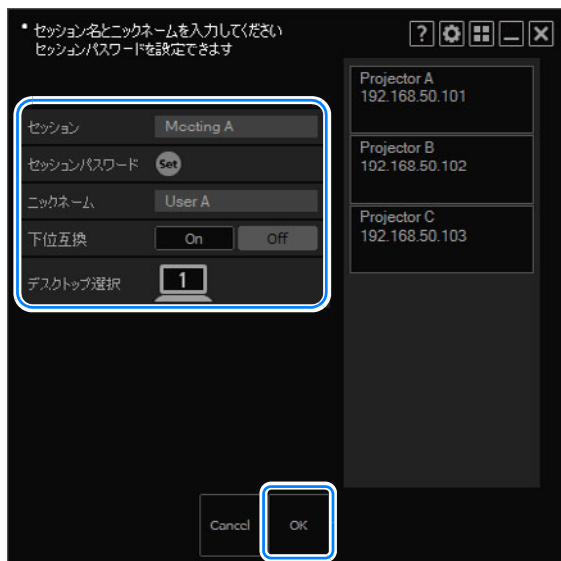 * セッション名とニックネームを入力してください
セッションパスワードを設定できます
?
Projector A
192.168.50.101
Projector B
192.168.50.102
Projector C
192.168.50.103
セッション Meeting A
セッションパスワード Set
ニックネーム User A
下位互換 On Off
デスクトップ選択 1
Cancel OK